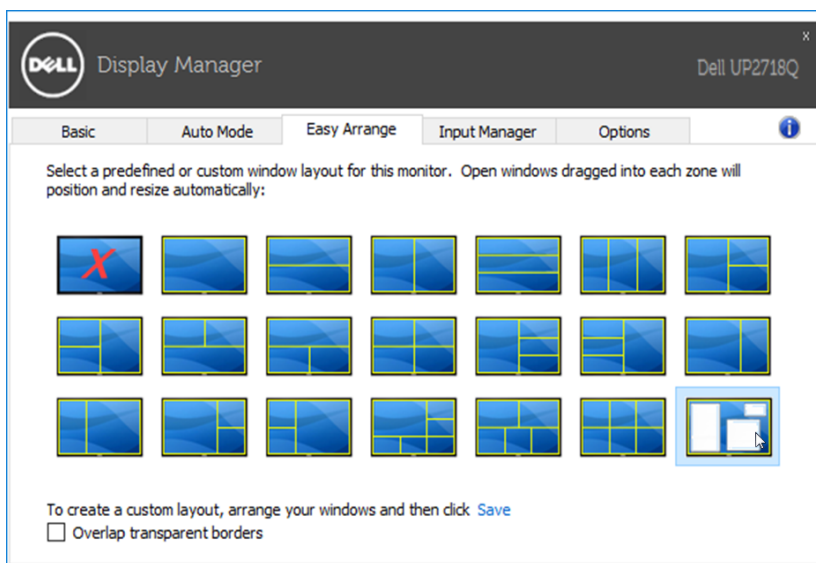 x
DELL Display Manager Dell UP2718Q
Basic Auto Mode Easy Arrange Input Manager Options i
Select a predefined or custom window layout for this monitor. Open windows dragged into each zone will
position and resize automatically:
X
To create a custom layout, arrange your windows and then click Save
Overlap transparent borders